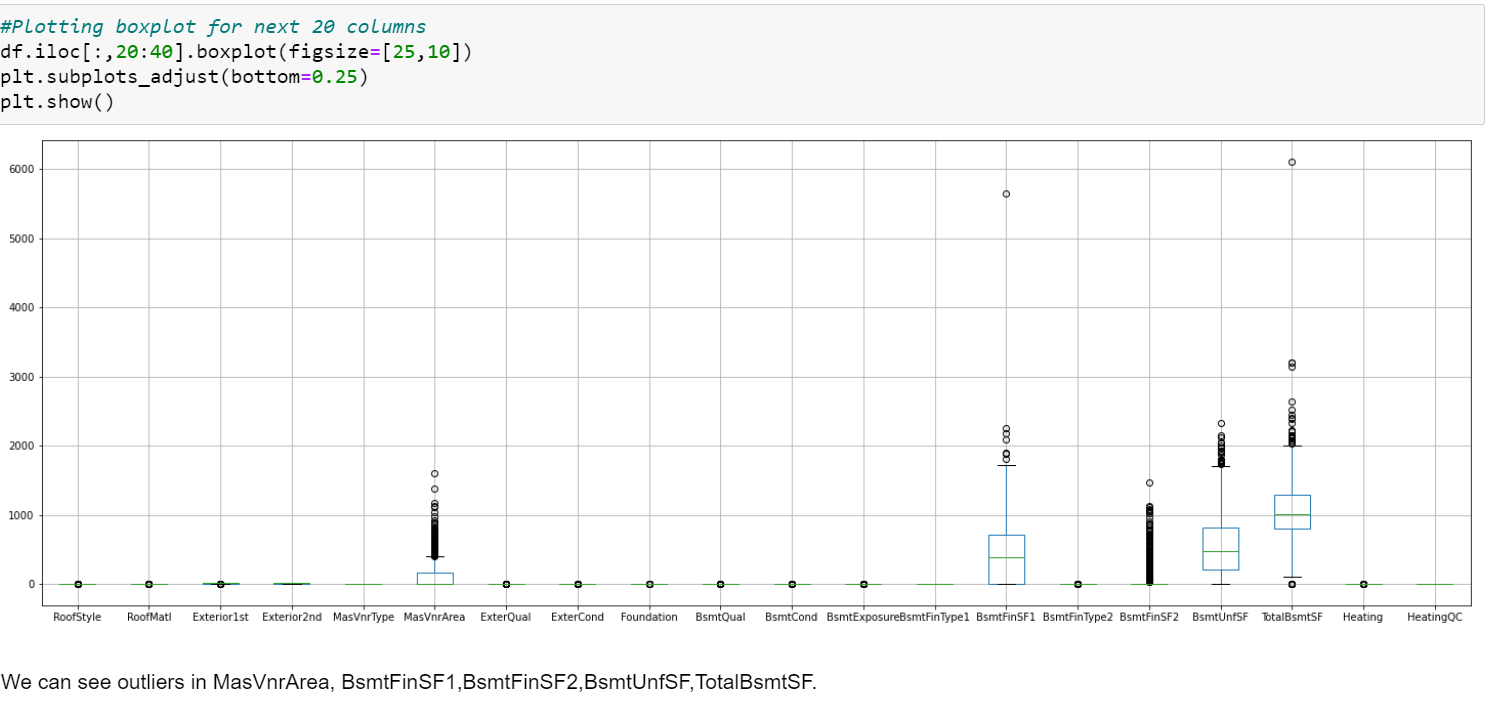 #Plotting boxplot for next 20 columns
df.iloc[:,20:40].boxplot(figsize=[25,10])
plt.subplots_adjust(bottom=0.25)
plt.show()
6000
5000
4000
3000
2000
1000
0
RoofStyle RoofMatl Exterior1st Exterior2nd MasVnrType MasVnrArea ExterQual ExterCond Foundation BsmtQual BsmtCond BsmtExposure BsmtFinType1 BsmtFinSF1 BsmtFinType2 BsmtFinSF2 BsmtUnfSF TotalBsmtSF Heating HeatingQC
We can see outliers in MasVnrArea, BsmtFinSF1,BsmtFinSF2,BsmtUnfSF,TotalBsmtSF.